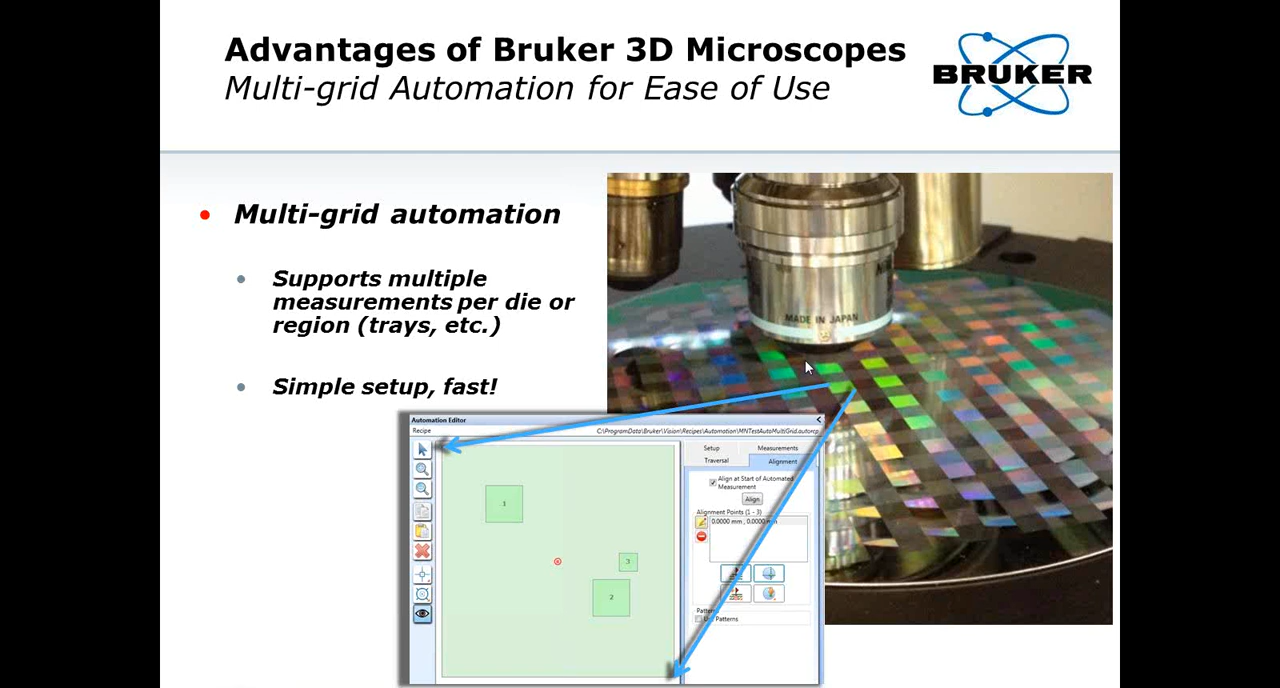 Advantages of Bruker 3D Microscopes
Multi-grid Automation for Ease of Use
BRUKER
Multi-grid automation
Supports multiple
measurements per die or
region (trays, etc.)
Simple setup, fast!
MADE IN JAPAN
Automation Editor
Recipe
C:\ProgramData\Bruker\Vision\Recipes\Automation\MNTestAutoMultiGrid.autorcp
Setup
Measurements
Traversal
Alignment
Align at Start of Automated
Measurement
Align
Alignment Points (1 - 3)
0.0000 mm , 0.0000 mm
Patterns
Use Patterns
1
3
2